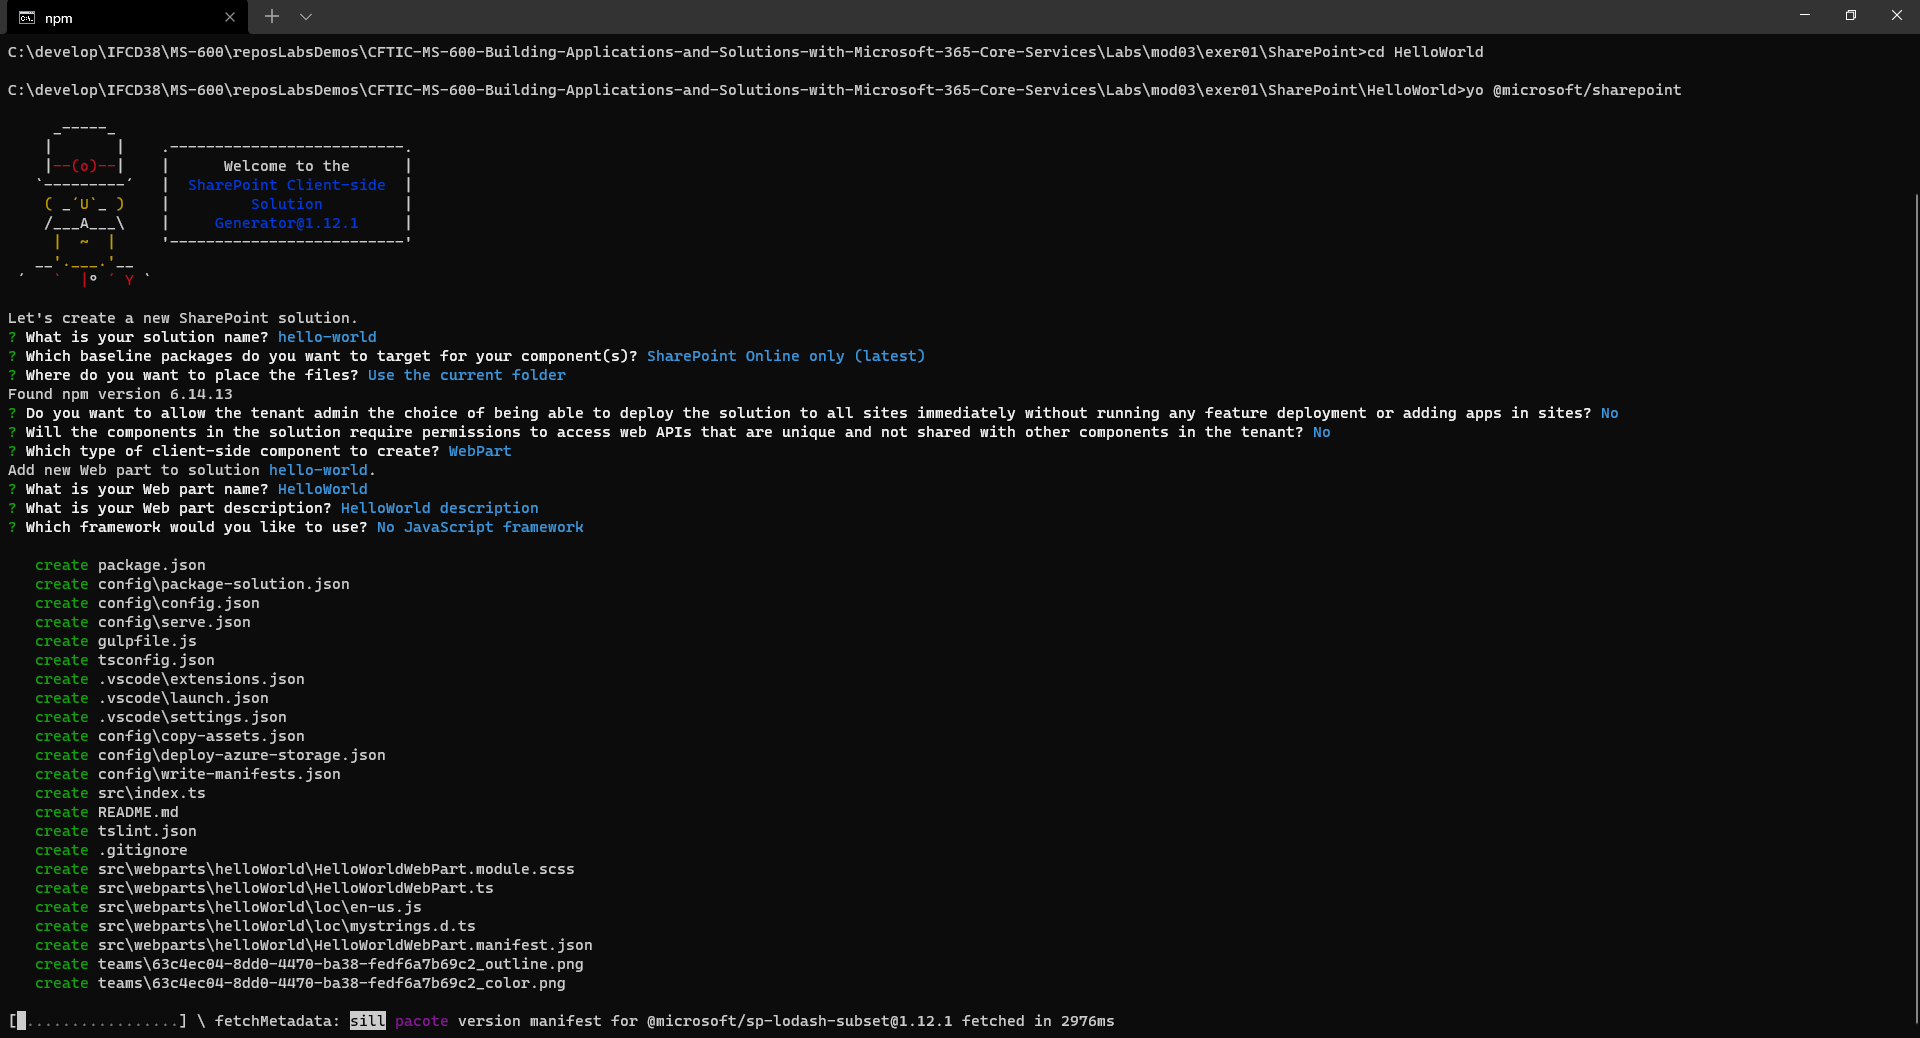 npm
C:\develop\IFCD38\MS-600\reposLabsDemos\CFTIC-MS-600-Building-Applications-and-Solutions-with-Microsoft-365-Core-Services\Labs\mod03\exer01\SharePoint>cd HelloWorld
C:\develop\IFCD38\MS-600\reposLabsDemos\CFTIC-MS-600-Building-Applications-and-Solutions-with-Microsoft-365-Core-Services\Labs\mod03\exer01\SharePoint\HelloWorld>yo @microsoft/sharepoint
     _-----_
    |       |    .--------------------------.
    |--(o)--|    |      Welcome to the      |
   `---------´   |  SharePoint Client-side  |
    ( _´U`_ )    |         Solution         |
    /___A___\    |     Generator@1.12.1     |
     |  ~  |     '--------------------------'
   __'.___.'__
 ´   `  |° ´ Y `
Let's create a new SharePoint solution.
? What is your solution name? hello-world
? Which baseline packages do you want to target for your component(s)? SharePoint Online only (latest)
? Where do you want to place the files? Use the current folder
Found npm version 6.14.13
? Do you want to allow the tenant admin the choice of being able to deploy the solution to all sites immediately without running any feature deployment or adding apps in sites? No
? Will the components in the solution require permissions to access web APIs that are unique and not shared with other components in the tenant? No
? Which type of client-side component to create? WebPart
Add new Web part to solution hello-world.
? What is your Web part name? HelloWorld
? What is your Web part description? HelloWorld description
? Which framework would you like to use? No JavaScript framework
   create package.json
   create config\package-solution.json
   create config\config.json
   create config\serve.json
   create gulpfile.js
   create tsconfig.json
   create .vscode\extensions.json
   create .vscode\launch.json
   create .vscode\settings.json
   create config\copy-assets.json
   create config\deploy-azure-storage.json
   create config\write-manifests.json
   create src\index.ts
   create README.md
   create tslint.json
   create .gitignore
   create src\webparts\helloWorld\HelloWorldWebPart.module.scss
   create src\webparts\helloWorld\HelloWorldWebPart.ts
   create src\webparts\helloWorld\loc\en-us.js
   create src\webparts\helloWorld\loc\mystrings.d.ts
   create src\webparts\helloWorld\HelloWorldWebPart.manifest.json
   create teams\63c4ec04-8dd0-4470-ba38-fedf6a7b69c2_outline.png
   create teams\63c4ec04-8dd0-4470-ba38-fedf6a7b69c2_color.png
[ .................] \ fetchMetadata: sill pacote version manifest for @microsoft/sp-lodash-subset@1.12.1 fetched in 2976ms